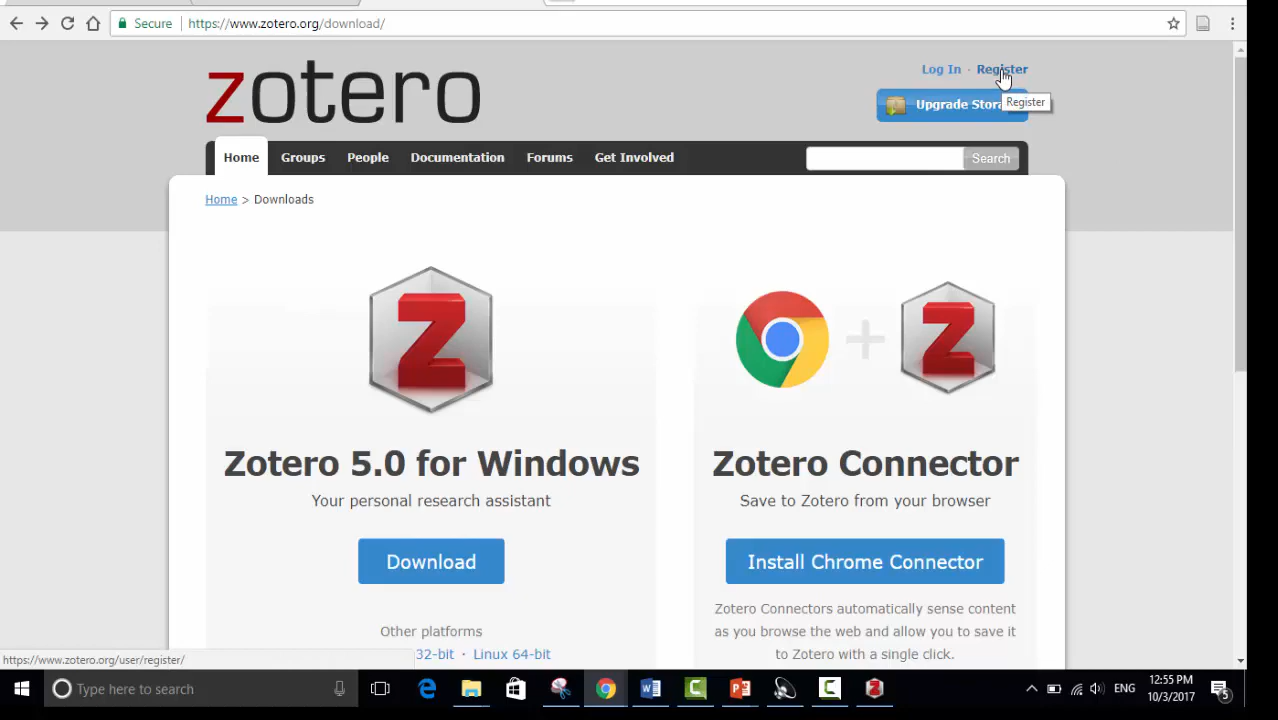 Secure https://www.zotero.org/download/
zotero
Log In · Register
Upgrade Stor
Register
Home Groups People Documentation Forums Get Involved Search
Home > Downloads
Zotero 5.0 for Windows
Your personal research assistant
Download
Other platforms
32-bit · Linux 64-bit
Zotero Connector
Save to Zotero from your browser
Install Chrome Connector
Zotero Connectors automatically sense content
as you browse the web and allow you to save it
to Zotero with a single click.
https://www.zotero.org/user/register/
Type here to search
ENG
12:55 PM
10/3/2017
5